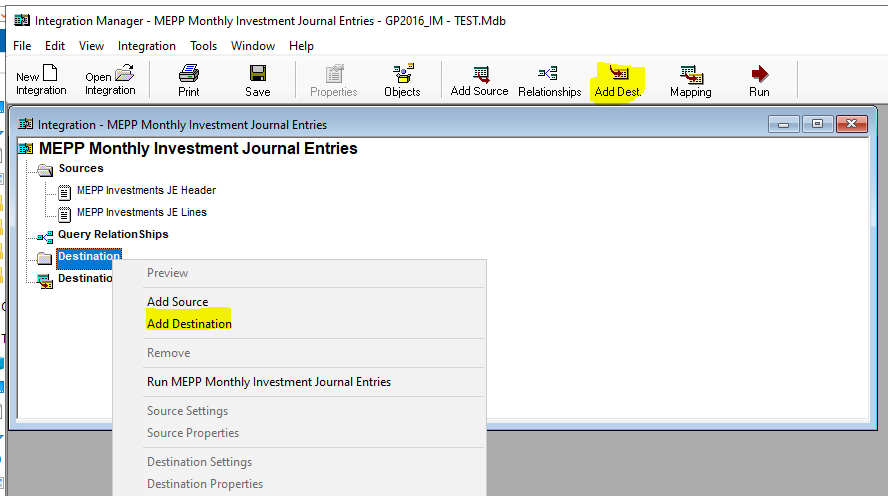 Integration Manager - MEPP Monthly Investment Journal Entries - GP2016_IM - TEST.Mdb
File Edit View Integration Tools Window Help
New Integration Open Integration Print Save Properties Objects Add Source Relationships Add Dest. Mapping Run
Integration - MEPP Monthly Investment Journal Entries
MEPP Monthly Investment Journal Entries
Sources
MEPP Investments JE Header
MEPP Investments JE Lines
Query RelationShips
Destination
Destinatio
Preview
Add Source
Add Destination
Remove
Run MEPP Monthly Investment Journal Entries
Source Settings
Source Properties
Destination Settings
Destination Properties